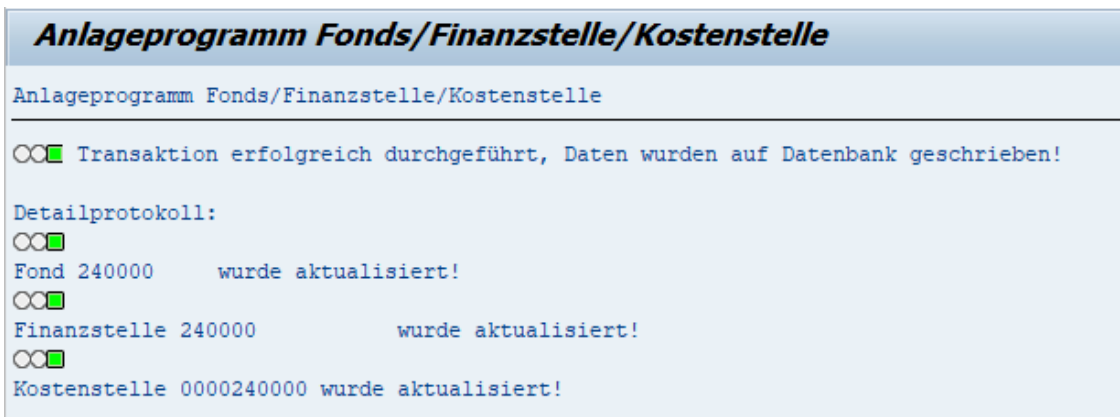 Anlageprogramm Fonds/Finanzstelle/Kostenstelle
Anlageprogramm Fonds/Finanzstelle/Kostenstelle
Transaktion erfolgreich durchgeführt, Daten wurden auf Datenbank geschrieben!
Detailprotokoll:
Fond 240000 wurde aktualisiert!
Finanzstelle 240000 wurde aktualisiert!
Kostenstelle 0000240000 wurde aktualisiert!